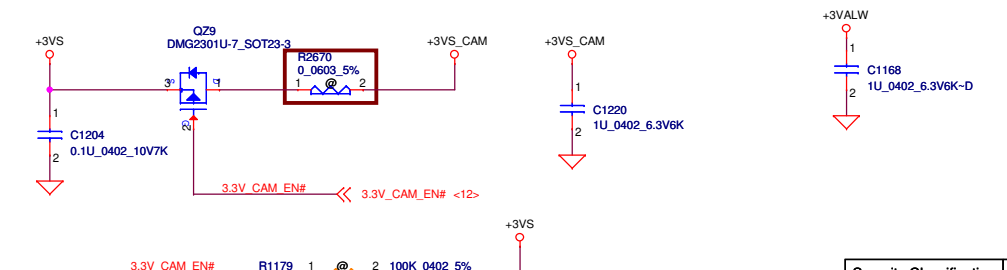 +3VALW
QZ9
DMG2301U-7_SOT23-3
+3VS
+3VS_CAM
+3VS_CAM
R2670
0_0603_5%
1 @ 2
3 1
2
1
C1168
1U_0402_6.3V6K~D
2
1
C1220
1U_0402_6.3V6K
2
1
C1204
0.1U_0402_10V7K
2
3.3V_CAM_EN#
3.3V_CAM_EN# <12>
+3VS
3.3V_CAM_EN# R1179 1 @ 2 100K_0402_5%